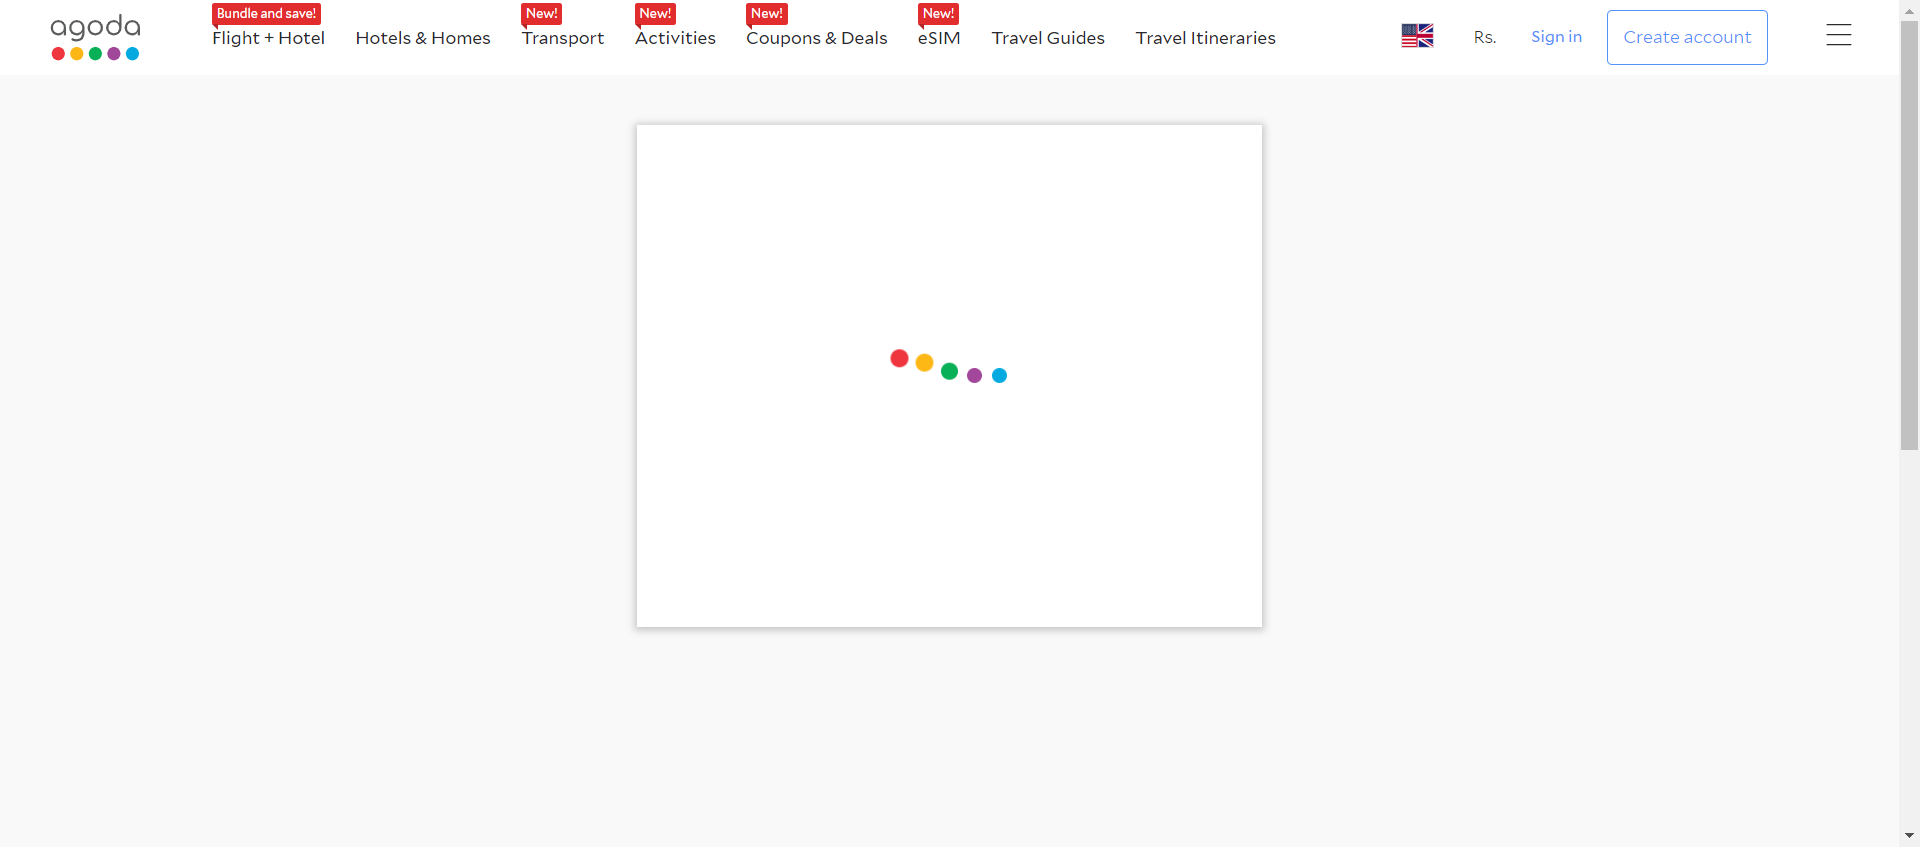 agoda
Bundle and save!
Flight + Hotel
Hotels & Homes
New!
Transport
New!
Activities
New!
Coupons & Deals
New!
eSIM
Travel Guides
Travel Itineraries
Rs.
Sign in
Create account